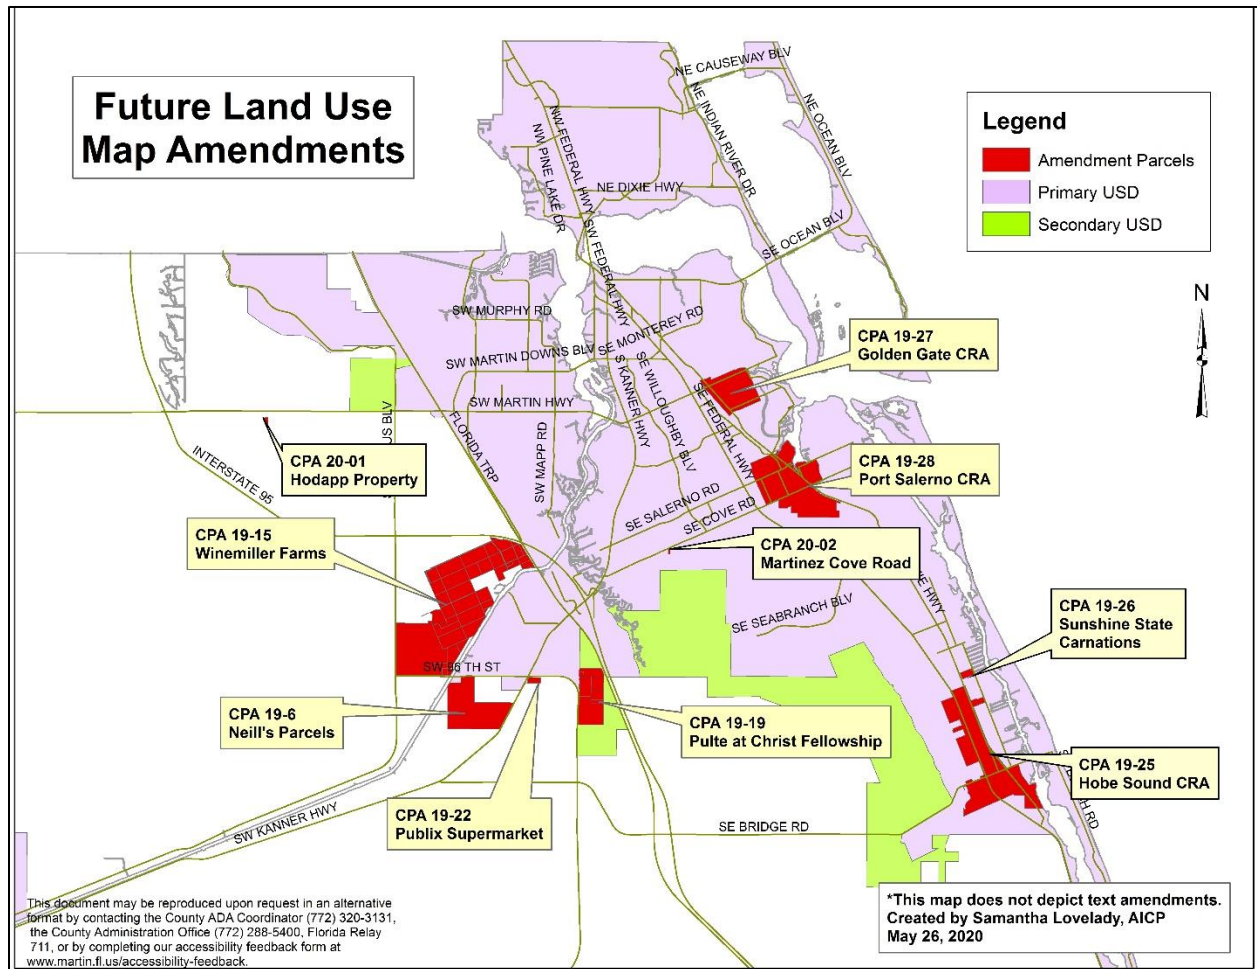 Future Land Use
Map Amendments
Legend
Amendment Parcels
Primary USD
Secondary USD
N
NE CAUSEWAY BLV
NE OCEAN BLV
NE INDIAN RIVER DR
NW FEDERAL HWY
NW PINE LAKE DR
NE DIXIE HWY
SW FEDERAL HWY
SE OCEAN BLV
SW MURPHY RD
SE MONTEREY RD
SW MARTIN DOWNS BLV
S KANNER HWY
SE WILLOUGHBY BLV
SE FEDERAL HWY
SW MARTIN HWY
FLORIDA TRP
SW MAPP RD
US BLV
INTERSTATE 95
SE SALERNO RD
SE COVE RD
SE SEABRANCH BLV
E HWY
SW 96 TH ST
SW KANNER HWY
SE BRIDGE RD
H RD
CPA 19-27
Golden Gate CRA
CPA 19-28
Port Salerno CRA
CPA 20-01
Hodapp Property
CPA 19-15
Winemiller Farms
CPA 20-02
Martinez Cove Road
CPA 19-26
Sunshine State
Carnations
CPA 19-6
Neill's Parcels
CPA 19-19
Pulte at Christ Fellowship
CPA 19-25
Hobe Sound CRA
CPA 19-22
Publix Supermarket
This document may be reproduced upon request in an alternative
format by contacting the County ADA Coordinator (772) 320-3131,
the County Administration Office (772) 288-5400, Florida Relay
711, or by completing our accessibility feedback form at
www.martin.fl.us/accessibility-feedback.
*This map does not depict text amendments.
Created by Samantha Lovelady, AICP
May 26, 2020